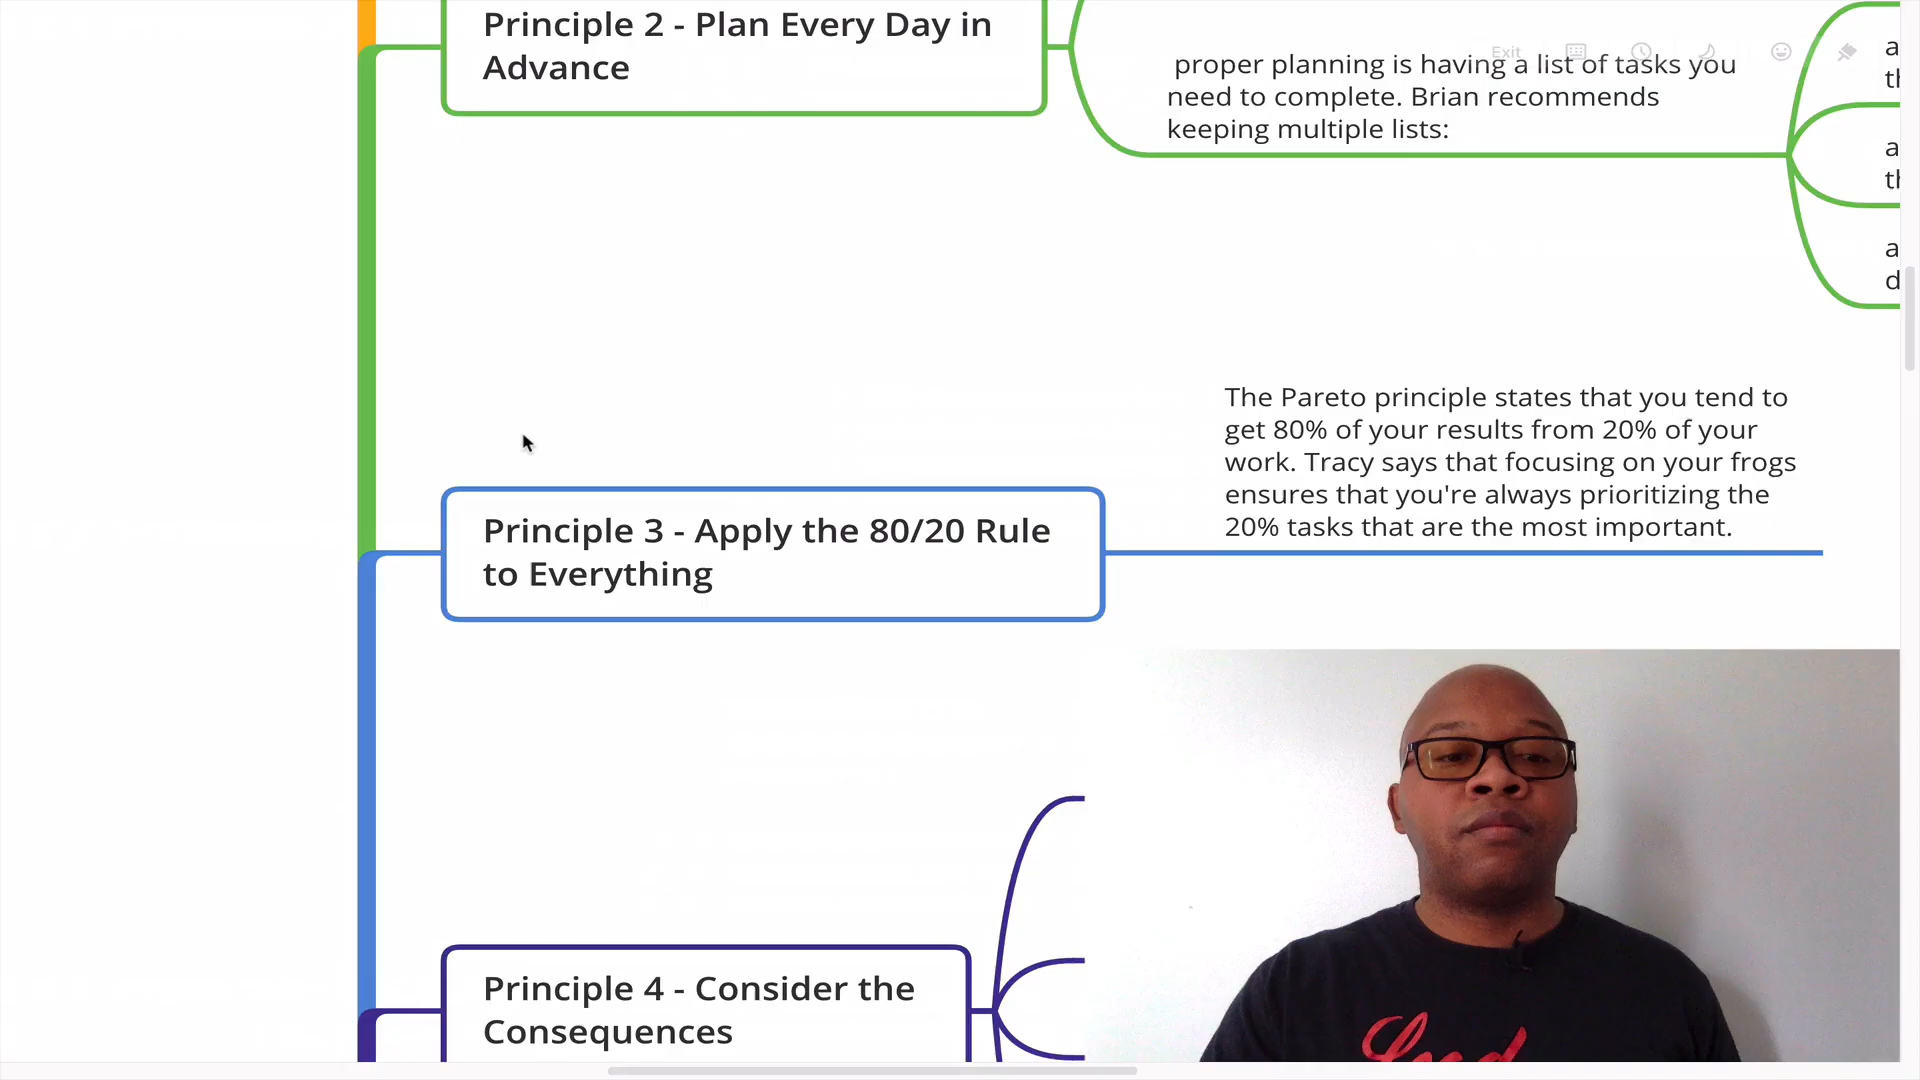 Principle 2 - Plan Every Day in
Advance
Exit
proper planning is having a list of tasks you
need to complete. Brian recommends
keeping multiple lists:
a
th
a
th
a
d
The Pareto principle states that you tend to
get 80% of your results from 20% of your
work. Tracy says that focusing on your frogs
ensures that you're always prioritizing the
20% tasks that are the most important.
Principle 3 - Apply the 80/20 Rule
to Everything
Principle 4 - Consider the
Consequences